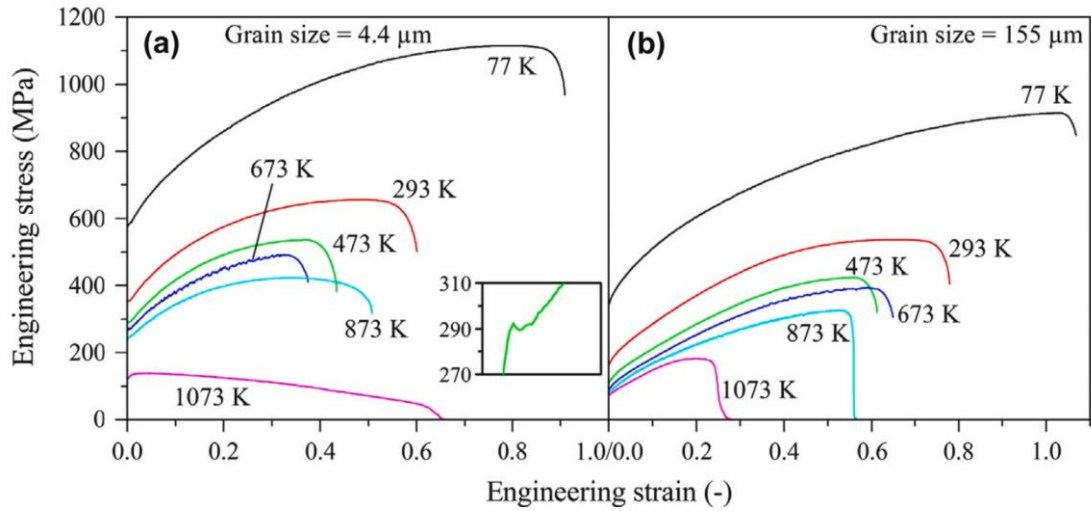 1200
1000
800
600
400
200
0
Engineering stress (MPa)
(a) Grain size = 4.4 µm
77 K
673 K
293 K
473 K
873 K
1073 K
310
290
270
(b) Grain size = 155 µm
77 K
293 K
473 K
673 K
873 K
1073 K
0.0 0.2 0.4 0.6 0.8 1.0/0.0 0.2 0.4 0.6 0.8 1.0
Engineering strain (-)